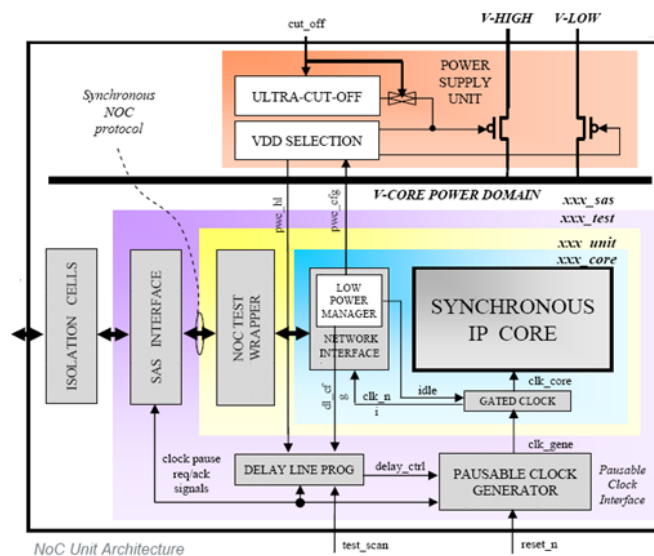 cut_off
V-HIGH
V-LOW
POWER
SUPPLY
UNIT
Synchronous
NOC
protocol
ULTRA-CUT-OFF
VDD SELECTION
V-CORE POWER DOMAIN
pwc_hl
pwc_cfg
xxx_sas
xxx_test
xxx_unit
xxx_core
ISOLATION CELLS
SAS INTERFACE
NOC TEST
WRAPPER
LOW
POWER
MANAGER
NETWORK
INTERFACE
SYNCHRONOUS
IP CORE
dl_cf
g
clk_n
i
idle
clk_core
GATED CLOCK
clk_gene
clock pause
req/ack
signals
DELAY LINE PROG
delay_ctrl
PAUSABLE CLOCK
GENERATOR
Pausable
Clock
Interface
test_scan
reset_n
NoC Unit Architecture